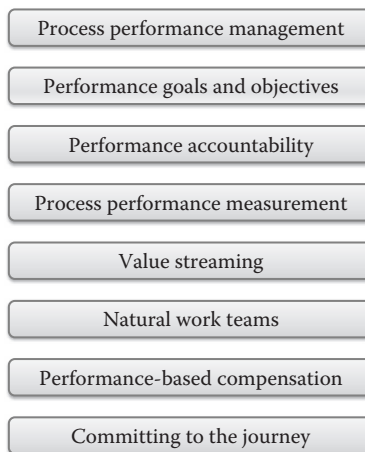 Process performance management
Performance goals and objectives
Performance accountability
Process performance measurement
Value streaming
Natural work teams
Performance-based compensation
Committing to the journey